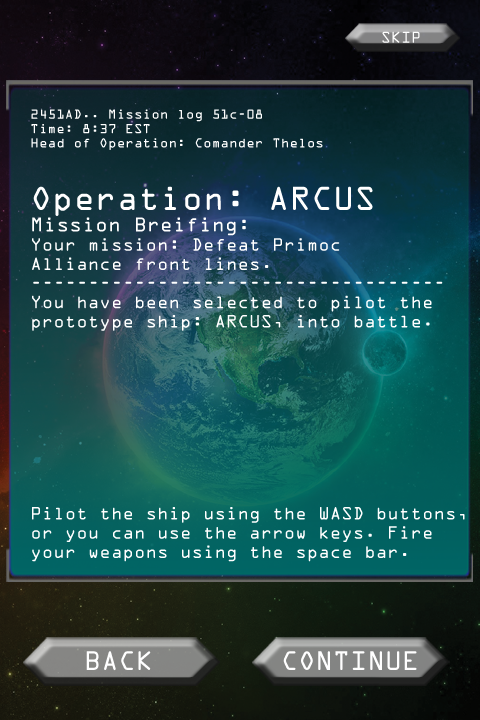 SKIP
2451AD.. Mission log 51c-08
Time: 8:37 EST
Head of Operation: Comander Thelos
Operation: ARCUS
Mission Breifing:
Your mission: Defeat Primoc
Alliance front lines.
------------------------------------------
You have been selected to pilot the
prototype ship: ARCUS, into battle.
Pilot the ship using the WASD buttons,
or you can use the arrow keys. Fire
your weapons using the space bar.
BACK
CONTINUE